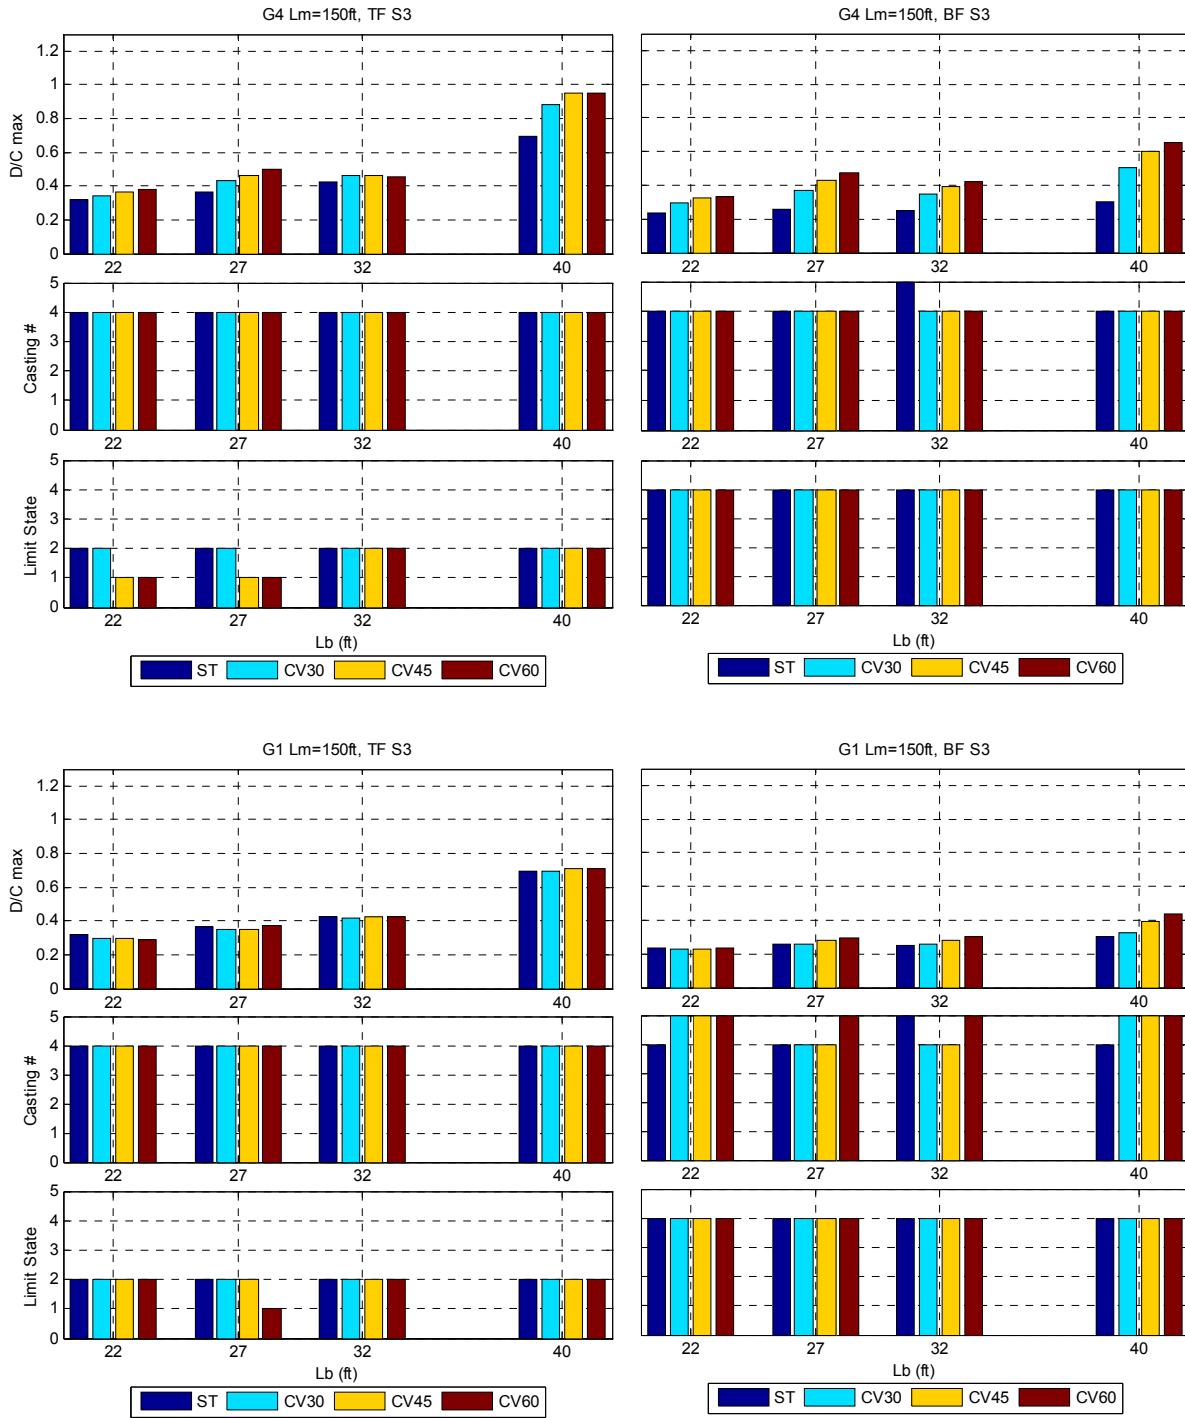 G4 Lm=150ft, TF S3
D/C max
1.2
1
0.8
0.6
0.4
0.2
0
22 27 32 40
Casting #
5
4
3
2
1
0
22 27 32 40
Limit State
5
4
3
2
1
0
22 27 32 40
Lb (ft)
ST CV30 CV45 CV60
G4 Lm=150ft, BF S3
22 27 32 40
22 27 32 40
22 27 32 40
ST CV30 CV45 CV60
G1 Lm=150ft, TF S3
D/C max
1.2
1
0.8
0.6
0.4
0.2
0
22 27 32 40
Casting #
5
4
3
2
1
0
22 27 32 40
Limit State
5
4
3
2
1
0
22 27 32 40
Lb (ft)
ST CV30 CV45 CV60
G1 Lm=150ft, BF S3
22 27 32 40
22 27 32 40
22 27 32 40
ST CV30 CV45 CV60